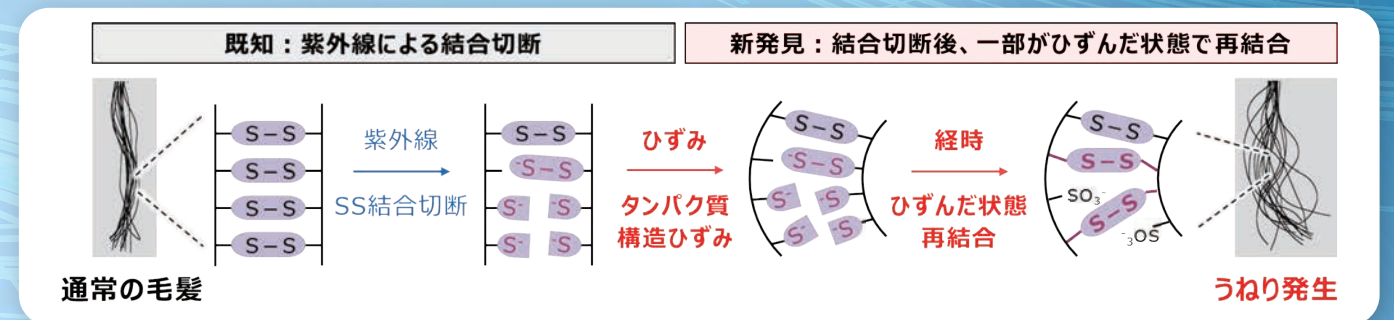 既知：紫外線による結合切断
新発見：結合切断後、一部がひずんだ状態で再結合
S－S
S－S
S－S
S－S
紫外線
SS結合切断
S－S
⁻S－S
S⁻ ⁻S
S⁻ ⁻S
ひずみ
タンパク質
構造ひずみ
S－S
⁻S－S
S⁻ ⁻S
S⁻ ⁻S
経時
ひずんだ状態
再結合
S－S
S－S
SO₃⁻
S－S
⁻₃OS
通常の毛髪
うねり発生